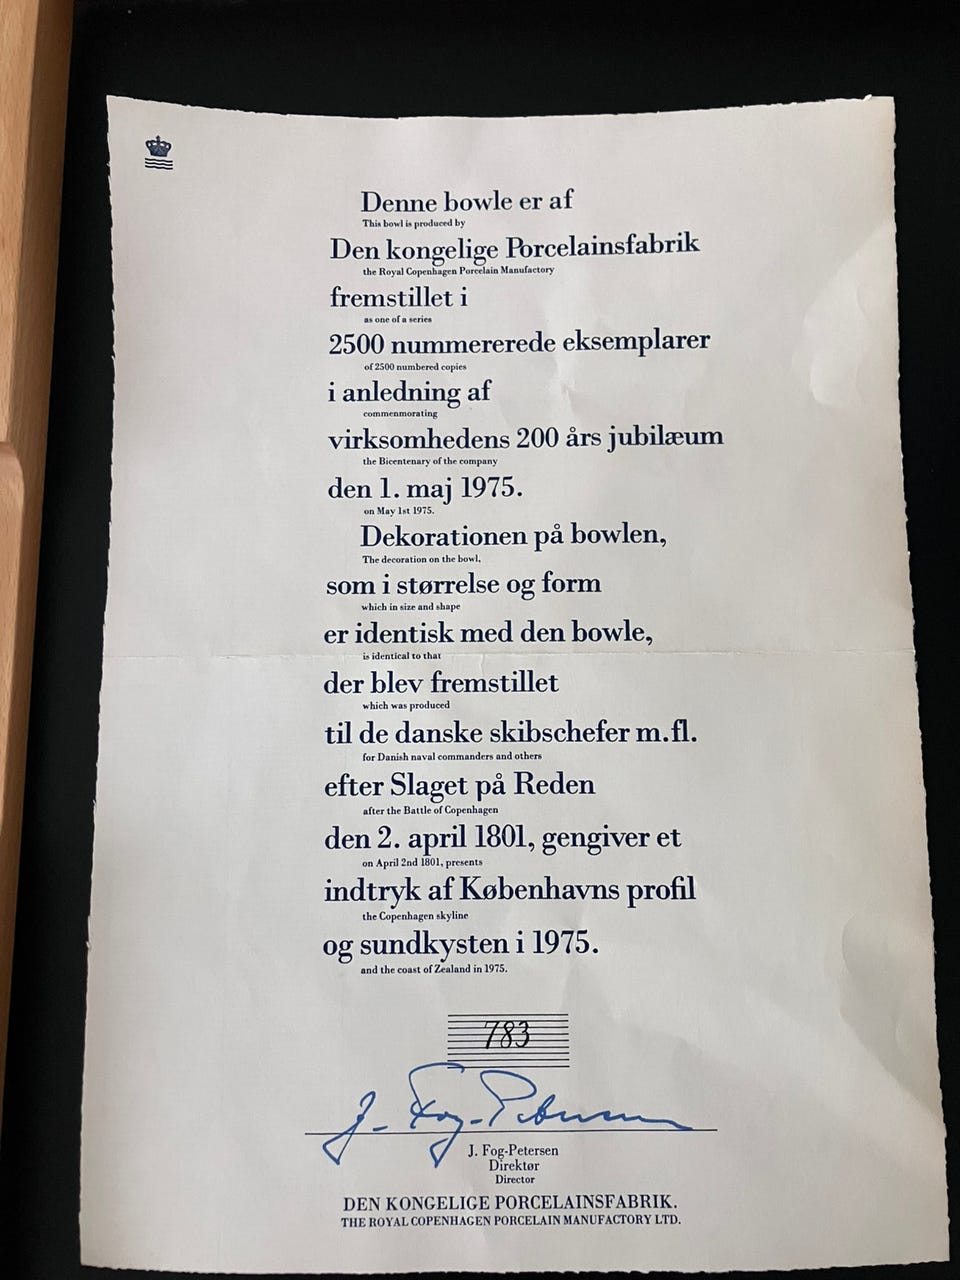 Denne bowle er af
This bowl is produced by
Den kongelige Porcelainsfabrik
the Royal Copenhagen Porcelain Manufactory
fremstillet i
as one of a series
2500 nummererede eksemplarer
of 2500 numbered copies
i anledning af
commenmorating
virksomhedens 200 års jubilæum
the Bicentenary of the company
den 1. maj 1975.
on May 1st 1975.
Dekorationen på bowlen,
The decoration on the bowl,
som i størrelse og form
which in size and shape
er identisk med den bowle,
is identical to that
der blev fremstillet
which was produced
til de danske skibschefer m.fl.
for Danish naval commanders and others
efter Slaget på Reden
after the Battle of Copenhagen
den 2. april 1801, gengiver et
on April 2nd 1801, presents
indtryk af Københavns profil
the Copenhagen skyline
og sundkysten i 1975.
and the coast of Zealand in 1975.
783
J. Fog-Petersen
J. Fog-Petersen
Direktør
Director
DEN KONGELIGE PORCELAINSFABRIK.
THE ROYAL COPENHAGEN PORCELAIN MANUFACTORY LTD.